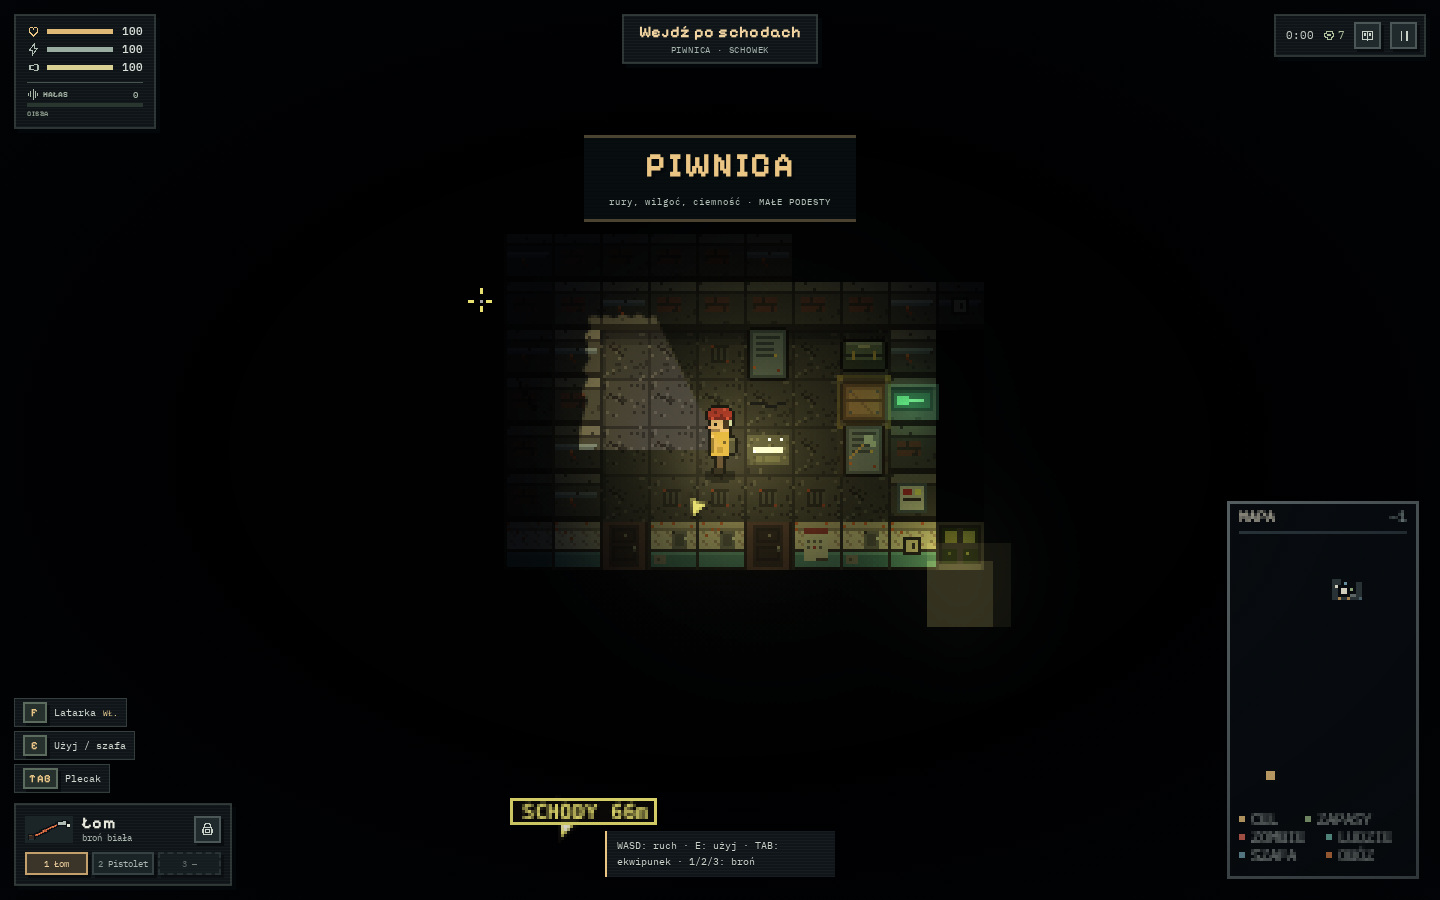 100
100
100
HAŁAS 0
CISZA
Wejdź po schodach
PIWNICA · SCHOWEK
0:00 7
PIWNICA
rury, wilgoć, ciemność · MAŁE PODESTY
MAPA -1
CEL ZAPASY
ZOMBIE LUDZIE
SZAFA OBÓZ
F Latarka WŁ.
E Użyj / szafa
TAB Plecak
Łom
broń biała
1 Łom 2 Pistolet 3 —
SCHODY 66m
WASD: ruch · E: użyj · TAB:
ekwipunek · 1/2/3: broń